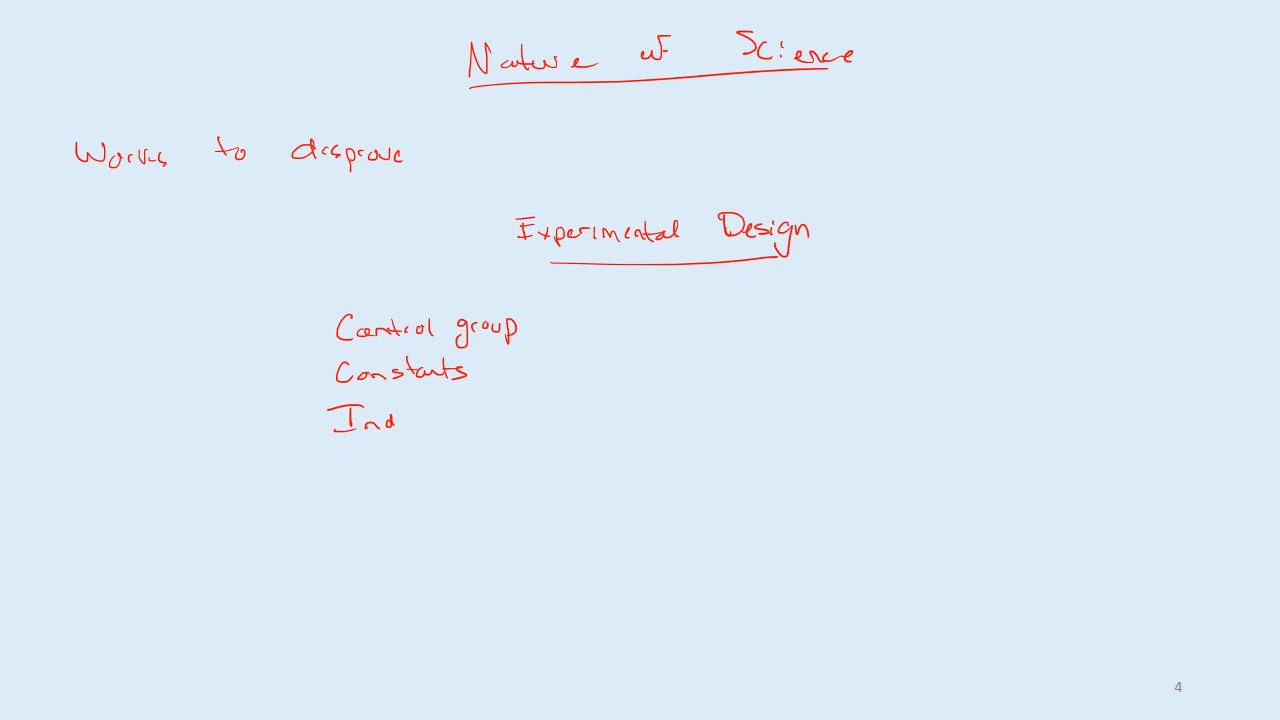 Nature of Science
Works to disprove
Experimental Design
Control group
Constants
Ind
4